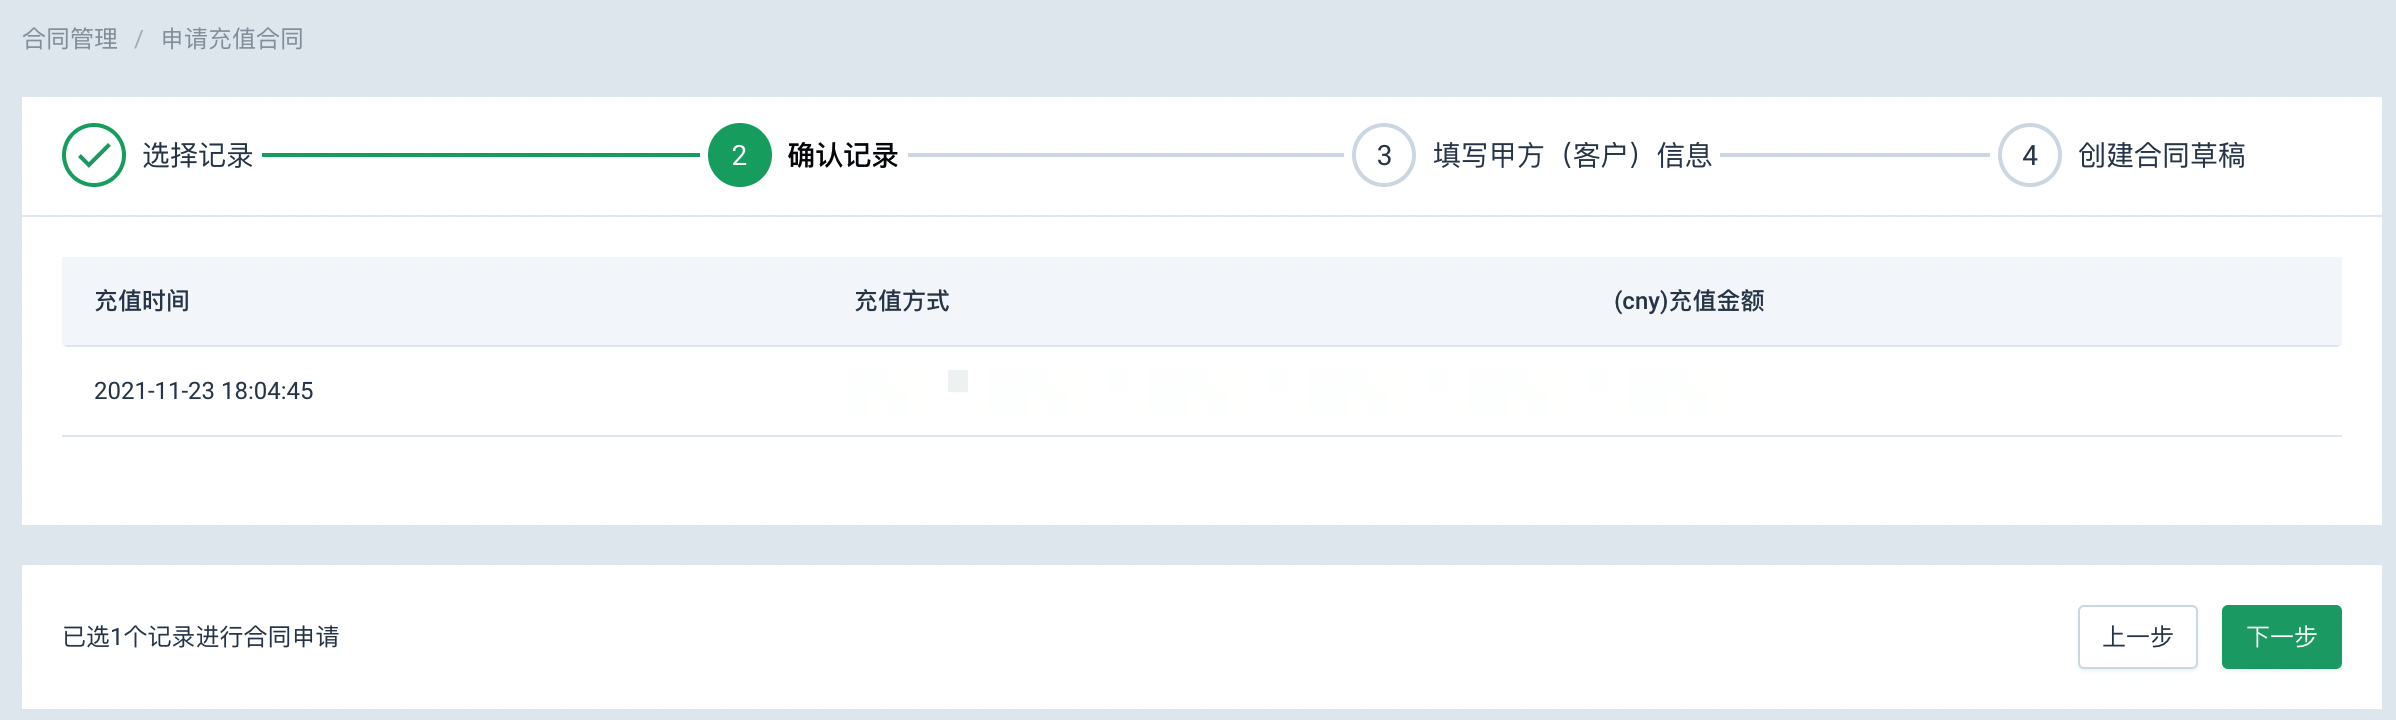 合同管理 / 申请充值合同
选择记录 2 确认记录 3 填写甲方（客户）信息 4 创建合同草稿
充值时间 充值方式 (cny)充值金额
2021-11-23 18:04:45
已选1个记录进行合同申请 上一步 下一步